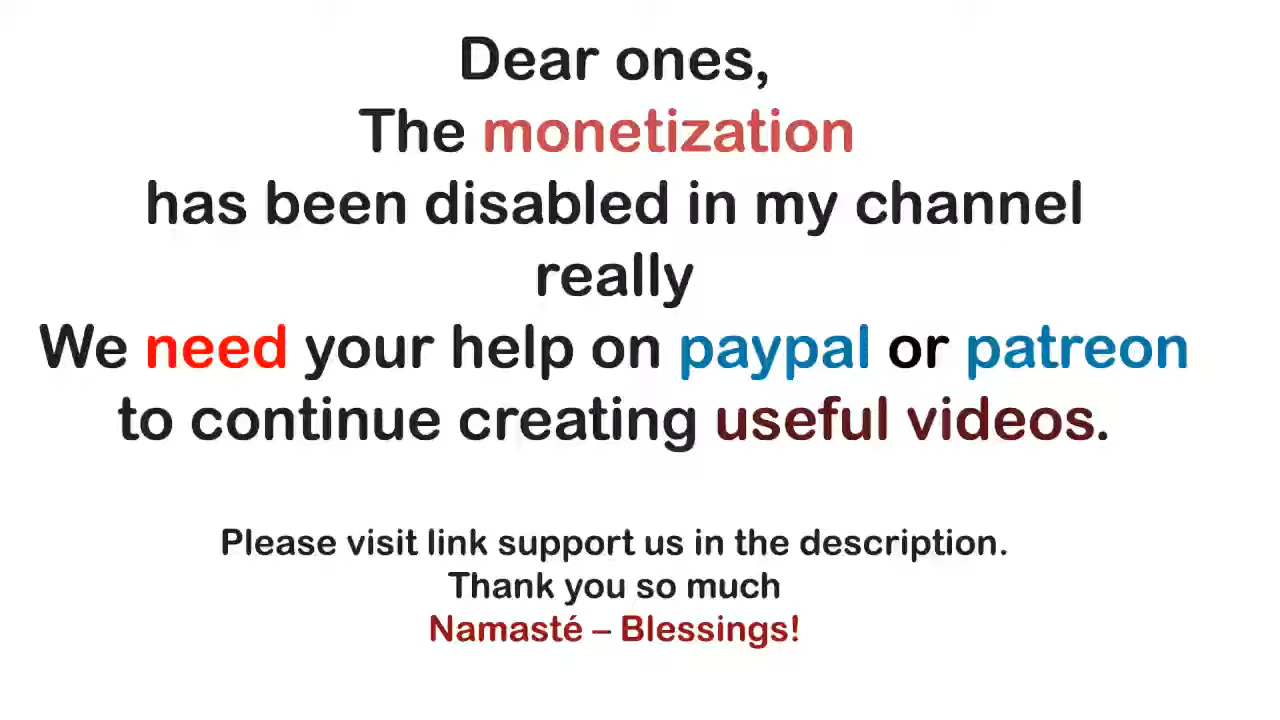 Dear ones,
The monetization
has been disabled in my channel
really
We need your help on paypal or patreon
to continue creating useful videos.
Please visit link support us in the description.
Thank you so much
Namasté – Blessings!